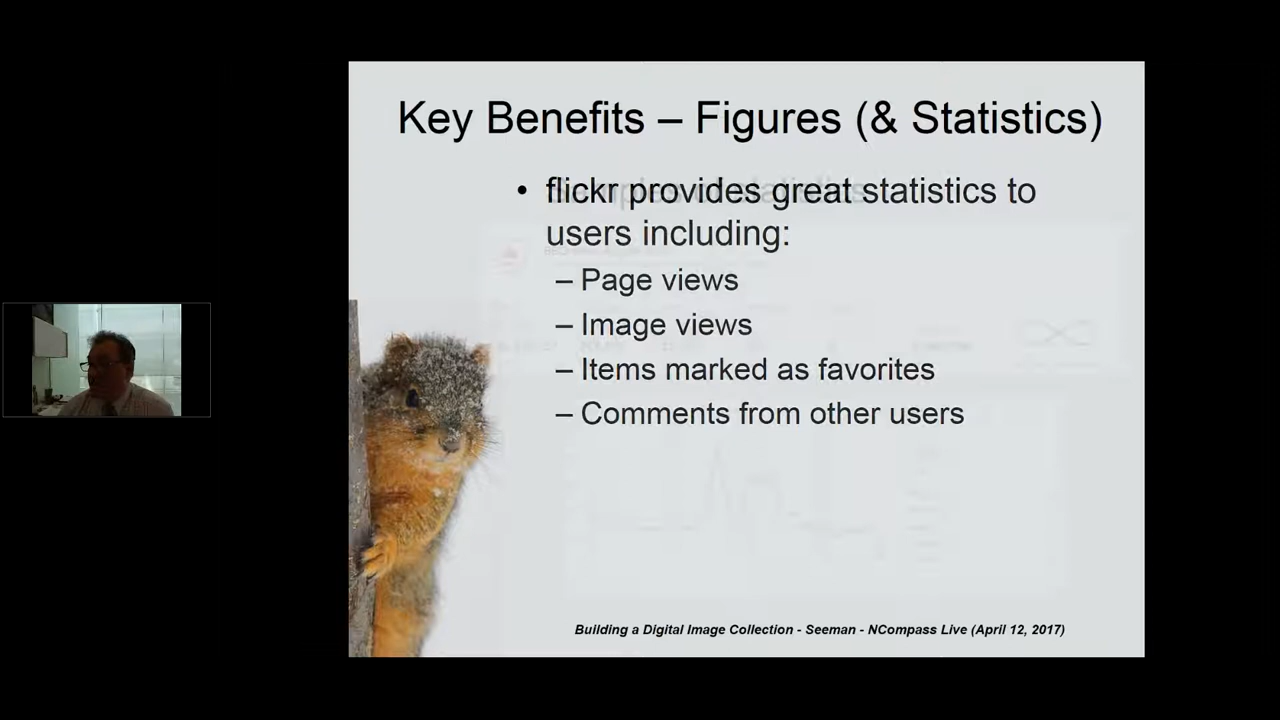 Key Benefits – Figures (& Statistics)
• flickr provides great statistics to
users including:
– Page views
– Image views
– Items marked as favorites
– Comments from other users
Building a Digital Image Collection - Seeman - NCompass Live (April 12, 2017)